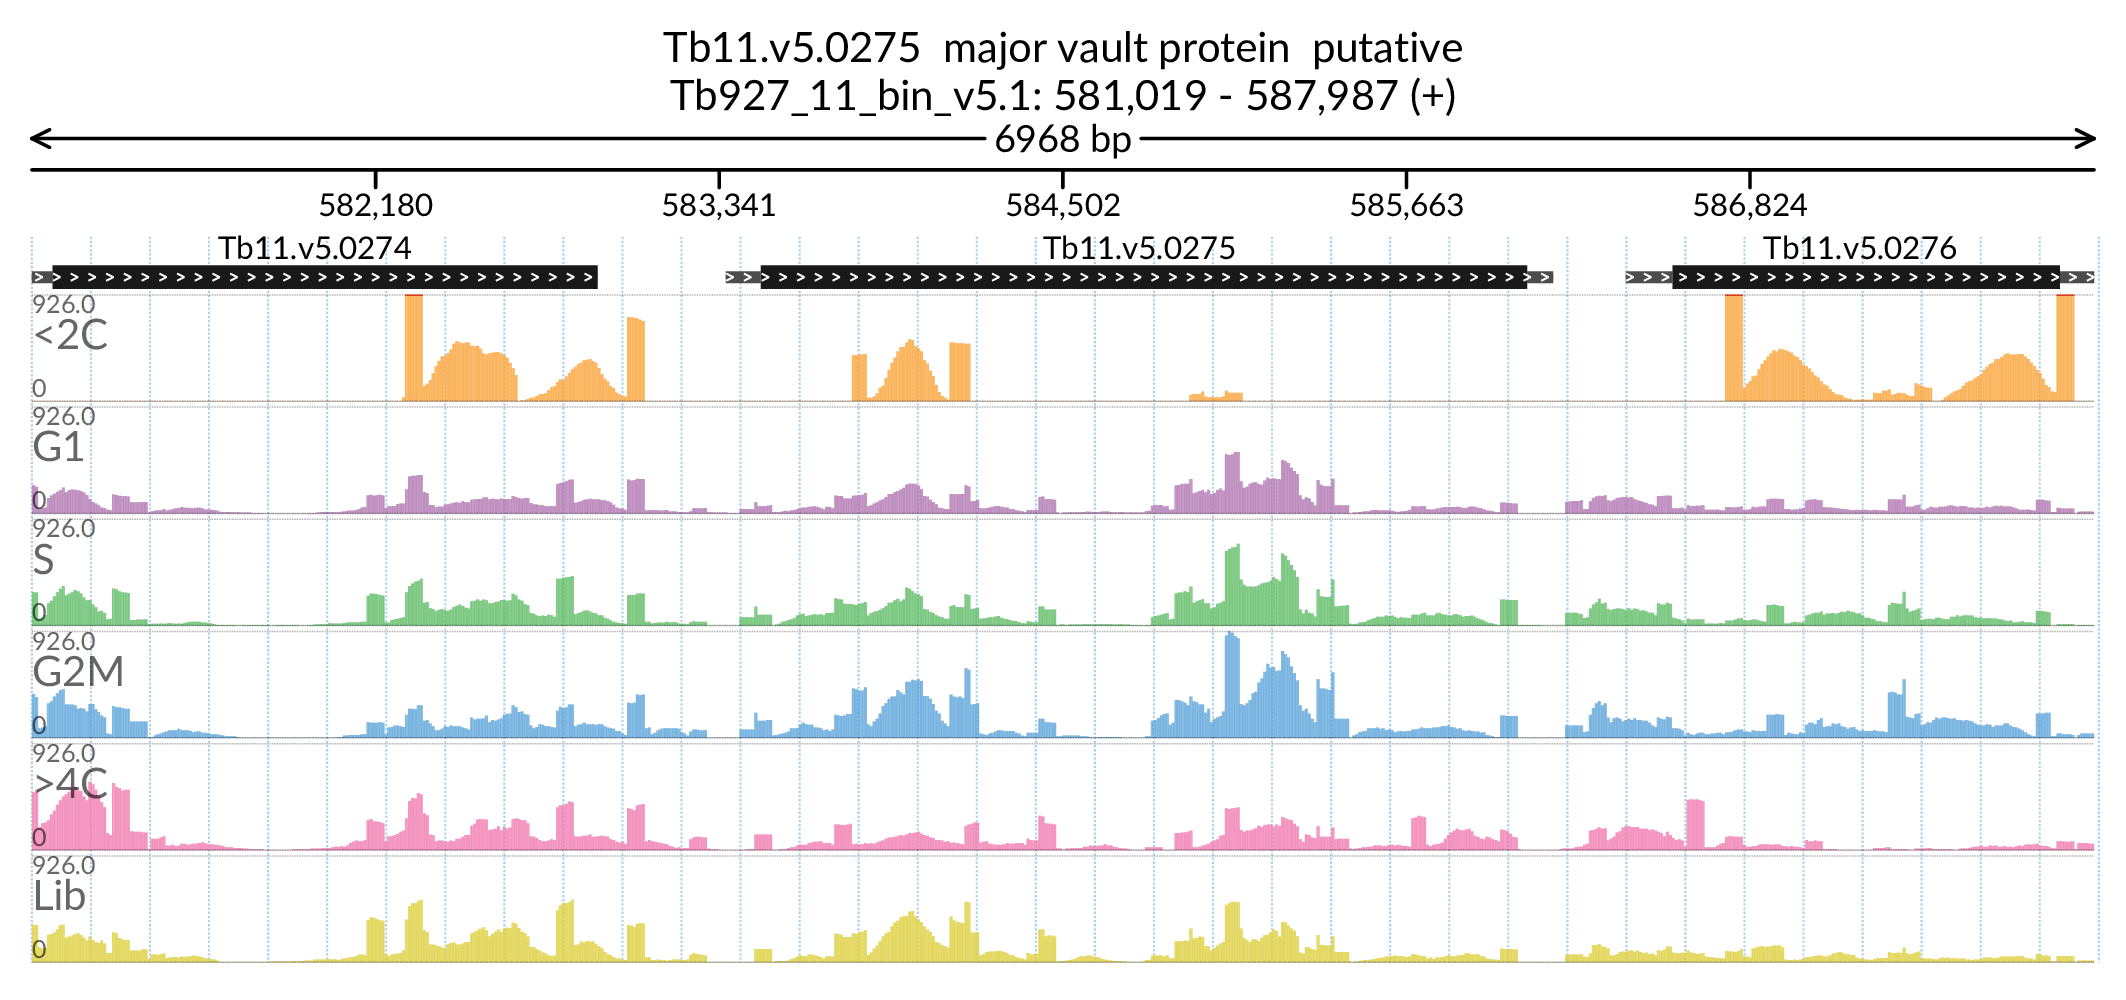 Tb11.v5.0275  major vault protein  putative
Tb927_11_bin_v5.1: 581,019 - 587,987 (+)
6968 bp
582,180 583,341 584,502 585,663 586,824
Tb11.v5.0274 Tb11.v5.0275 Tb11.v5.0276
926.0
<2C
0
926.0
G1
0
926.0
S
0
926.0
G2M
0
926.0
>4C
0
926.0
Lib
0